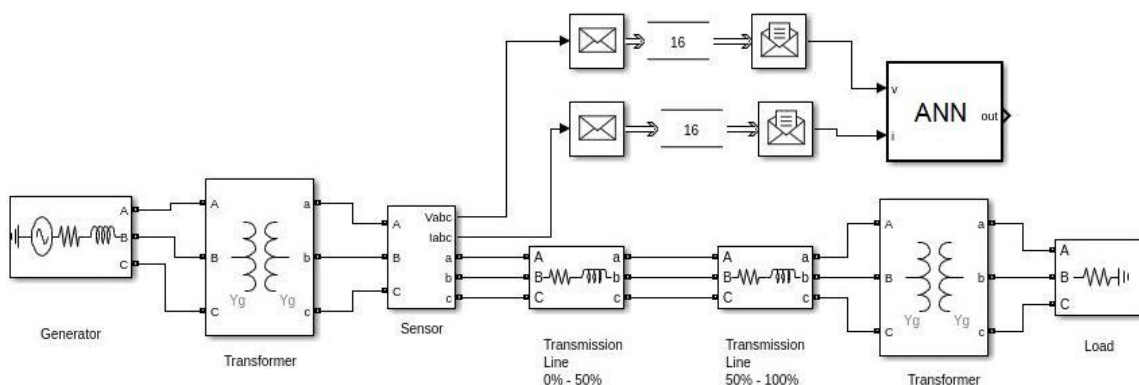 16
v
ANN
out
16
i
A
B
C
Generator
A
B
C
a
b
c
Yg
Yg
Transformer
A
B
C
Vabc
Iabc
a
b
c
Sensor
A
B
C
a
b
c
Transmission
Line
0% - 50%
A
B
C
a
b
c
Transmission
Line
50% - 100%
A
B
C
a
b
c
Yg
Yg
Transformer
A
B
C
Load